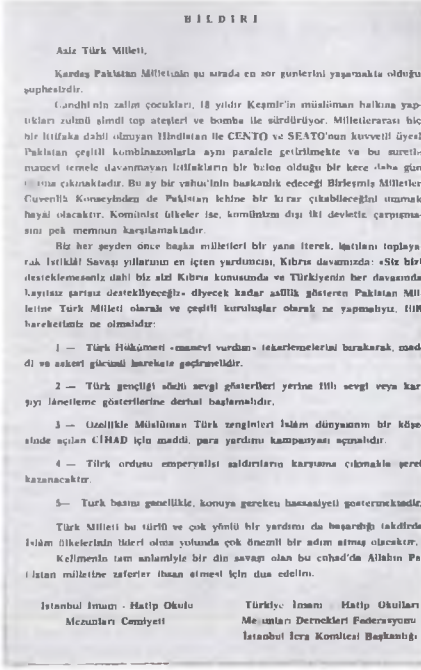 BİLDİRİ
Aziz Türk Milleti,
Kardeş Pakistan Milletinin şu sırada en zor günlerini yaşamakta olduğu
şüphesizdir.
Gandhi'nin zalim çocukları, 18 yıldır Keşmir'in müslüman halkına yap-
tıkları zulmü şimdi top ateşleri ve bomba ile sürdürüyor. Milletlerarası hiç
bir ittifaka dahil olmıyan Hindistan ile CENTO ve SEATO'nun kuvvetli üyesi
Pakistan çeşitli kombinazonlarla aynı paralele getirilmekte ve bu suretle
manevi temele davanmayan ittifakların bir balon olduğu bir kere daha gün
çıkmaktadır. Bu ay bir yahu'inin başkanlık edeceği Birleşmiş Milletler
Güvenlik Konseyinden de Pakistan lehine bir karar çıkabileceğini ummak
hayal olacaktır. Komünist ülkeler ise, komünizm dışı iki devletle çarpışma-
sını pek memnun karşılamaktadır.
Biz her şeyden önce başka milletleri bir yana iterek, toplaya-
rak İstiklâl Savaşı yıllarının en içten yardımcısı, Kıbrıs davamızda: «Siz bizi
desteklemeseniz dahi biz sizi Kıbrıs konusunda ve Türkiyenin her davasında
kayıtsız şartsız destekliyeceğiz» diyecek kadar asillik gösteren Pakistan Mil
letine Türk Milleti olarak ve çeşitli kuruluşlar olarak ne yapmalıyız, fiili
hareketimiz ne olmalıdır:
1 — Türk Hükümeti «manevi yardım» tekerlemelerini bırakarak, mad
di ve askeri gücünü harekete geçirmelidir.
2 — Türk gençliği sözlü sevgi gösterileri yerine fiili sevgi veya kar
şıyı lânetleme gösterilerine derhal başlamalıdır.
3 — Özellikle Müslüman Türk zenginleri İslâm dünyasının bir köşe
sinde açılan CİHAD için maddi, para yardımı kampanyası açmalıdır.
4 — Türk ordusu emperyalist saldırıların karşısına çıkmakla şeref
kazanacaktır.
5— Türk basını genellikle, konuya gereken hassasiyeti göstermektedir.
Türk Milleti bu türlü ve çok yönlü bir yardımı da başardığı takdirde
İslâm ülkelerinin lideri olma yolunda çok önemli bir adım atmış olacaktır.
Kelimenin tam anlamiyle bir din savaşı olan bu cihad'da Allahın Pa
kistan milletine zaferler ihsan etmesi için dua edelim.
İstanbul İmam - Hatip Okulu
Mezunları Cemiyeti
Türkiye İmam - Hatip Okulları
Mezunları Dernekleri Federasyonu
İstanbul İcra Komitesi Başkanlığı